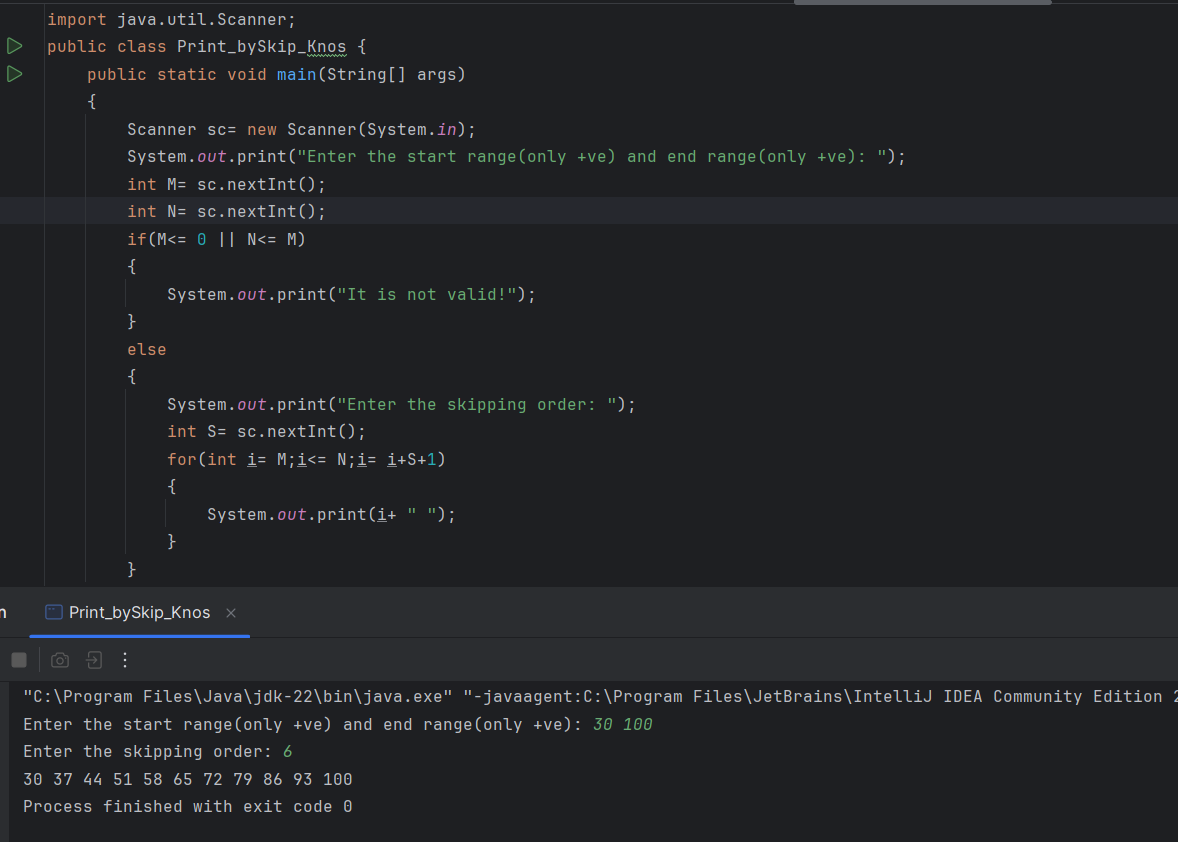 import java.util.Scanner;
public class Print_bySkip_Knos {
    public static void main(String[] args)
    {
        Scanner sc= new Scanner(System.in);
        System.out.print("Enter the start range(only +ve) and end range(only +ve): ");
        int M= sc.nextInt();
        int N= sc.nextInt();
        if(M<= 0 || N<= M)
        {
            System.out.print("It is not valid!");
        }
        else
        {
            System.out.print("Enter the skipping order: ");
            int S= sc.nextInt();
            for(int i= M;i<= N;i= i+S+1)
            {
                System.out.print(i+ " ");
            }
        }
Print_bySkip_Knos
"C:\Program Files\Java\jdk-22\bin\java.exe" "-javaagent:C:\Program Files\JetBrains\IntelliJ IDEA Community Edition 2
Enter the start range(only +ve) and end range(only +ve): 30 100
Enter the skipping order: 6
30 37 44 51 58 65 72 79 86 93 100
Process finished with exit code 0